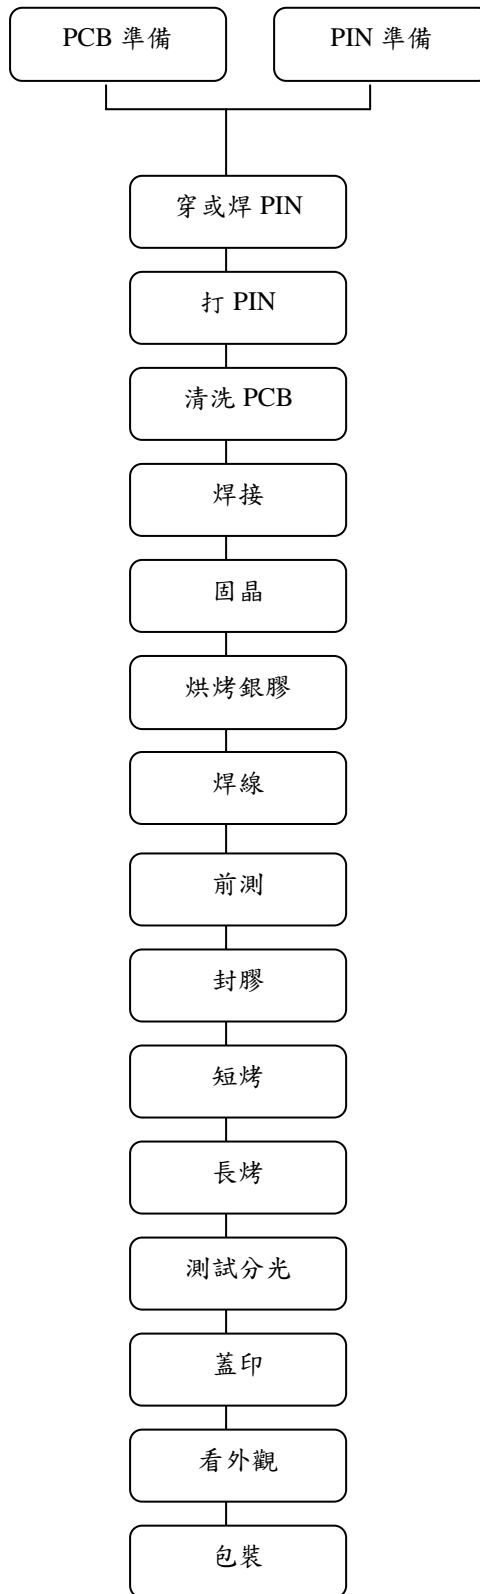 PCB 準備
PIN 準備
穿或焊 PIN
打 PIN
清洗 PCB
焊接
固晶
烘烤銀膠
焊線
前測
封膠
短烤
長烤
測試分光
蓋印
看外觀
包裝